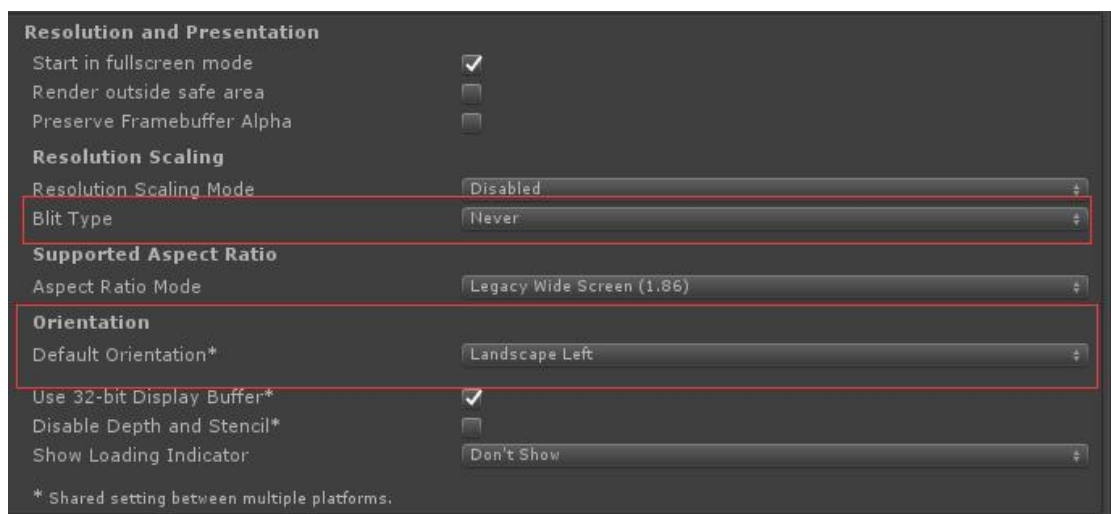 Resolution and Presentation
Start in fullscreen mode
Render outside safe area
Preserve Framebuffer Alpha
Resolution Scaling
Resolution Scaling Mode Disabled
Blit Type Never
Supported Aspect Ratio
Aspect Ratio Mode Legacy Wide Screen (1.86)
Orientation
Default Orientation* Landscape Left
Use 32-bit Display Buffer*
Disable Depth and Stencil*
Show Loading Indicator Don't Show
* Shared setting between multiple platforms.